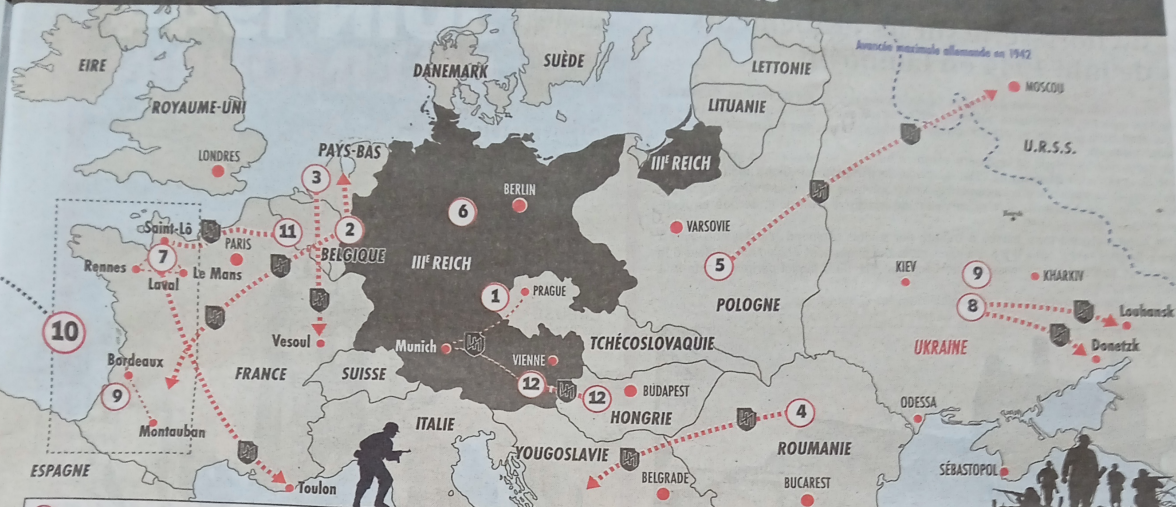 Avancée maximale allemande en 1942
EIRE
ROYAUME-UNI
LONDRES
DANEMARK
SUÈDE
LETTONIE
LITUANIE
MOSCOU
U.R.S.S.
PAYS-BAS
3
2
BELGIQUE
IIIᴱ REICH
IIIᴱ REICH
6
BERLIN
VARSOVIE
5
POLOGNE
Saint-Lô
11
PARIS
7
Rennes
Le Mans
Laval
10
Vesoul
Bordeaux
9
Montauban
FRANCE
SUISSE
ESPAGNE
Toulon
ITALIE
1
PRAGUE
TCHÉCOSLOVAQUIE
Munich
VIENNE
12
12
BUDAPEST
HONGRIE
YOUGOSLAVIE
BELGRADE
4
ROUMANIE
BUCAREST
KIEV
9
KHARKIV
8
Louhansk
Donetzk
UKRAINE
ODESSA
SÉBASTOPOL